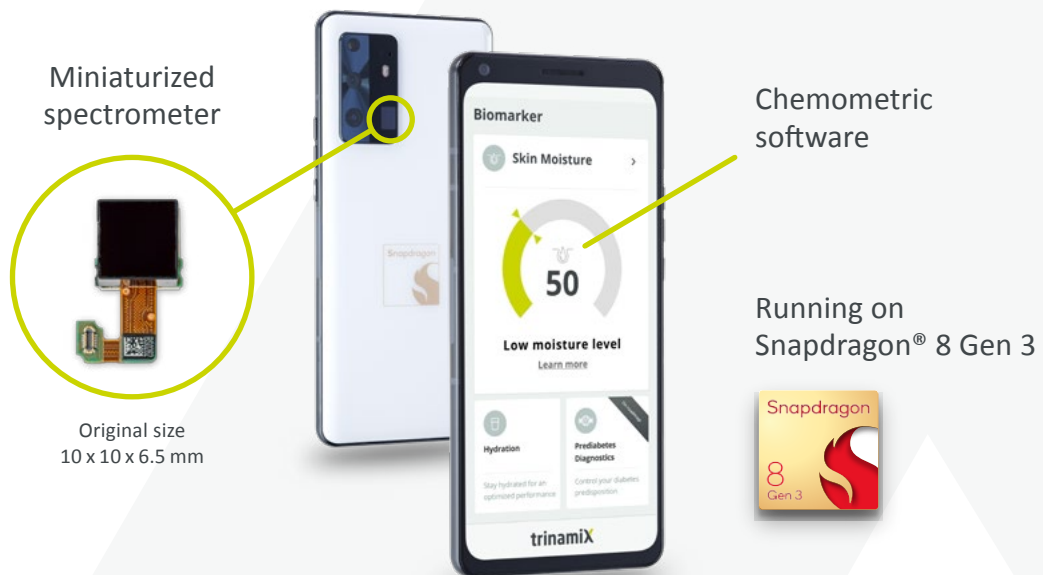 Miniaturized
spectrometer
Original size
10 x 10 x 6.5 mm
Snapdragon
Biomarker
Skin Moisture
50
Low moisture level
Learn more
Hydration
Stay hydrated for an
optimized performance
Prediabetes
Diagnostics
Control your diabetes
predisposition
trinamiX
Chemometric
software
Running on
Snapdragon® 8 Gen 3
Snapdragon
8
Gen 3